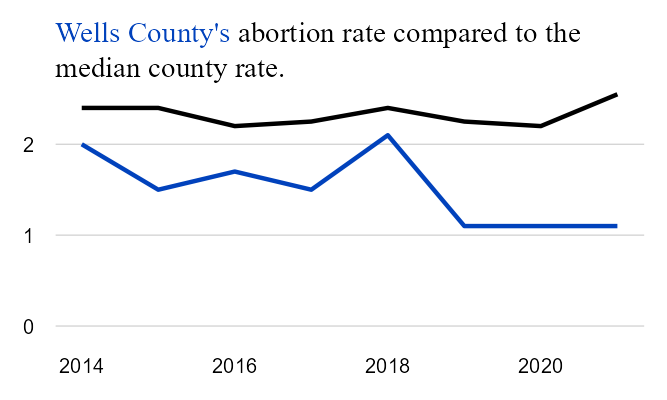 Wells County's abortion rate compared to the
median county rate.
2
1
0
2014 2016 2018 2020